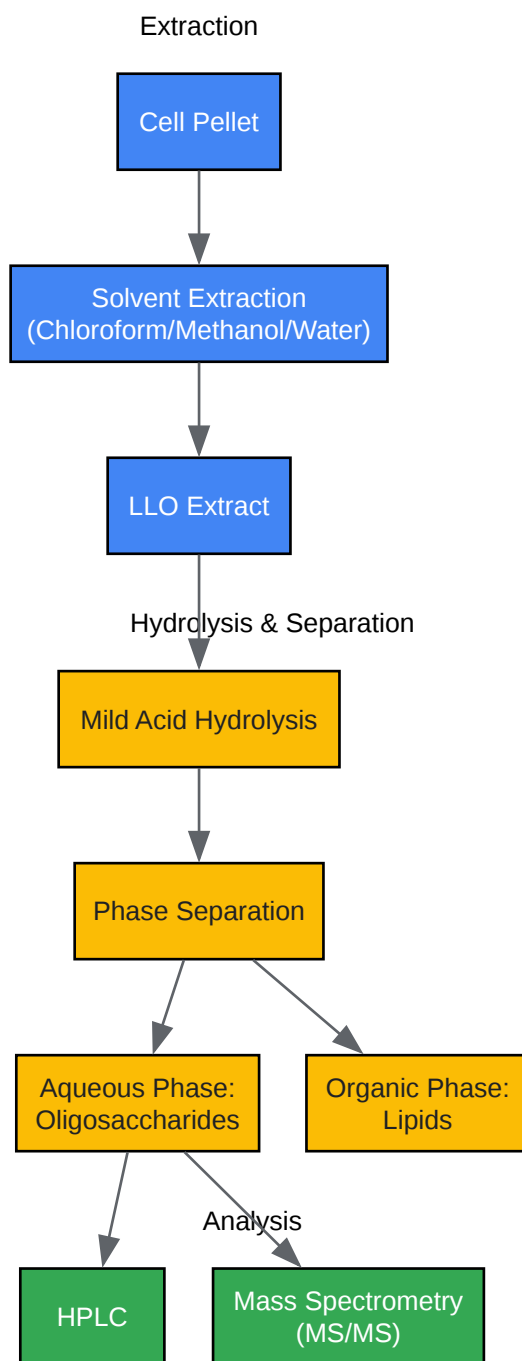 Extraction
Cell Pellet
Solvent Extraction
(Chloroform/Methanol/Water)
LLO Extract
Hydrolysis & Separation
Mild Acid Hydrolysis
Phase Separation
Aqueous Phase:
Oligosaccharides
Organic Phase:
Lipids
Analysis
HPLC
Mass Spectrometry
(MS/MS)